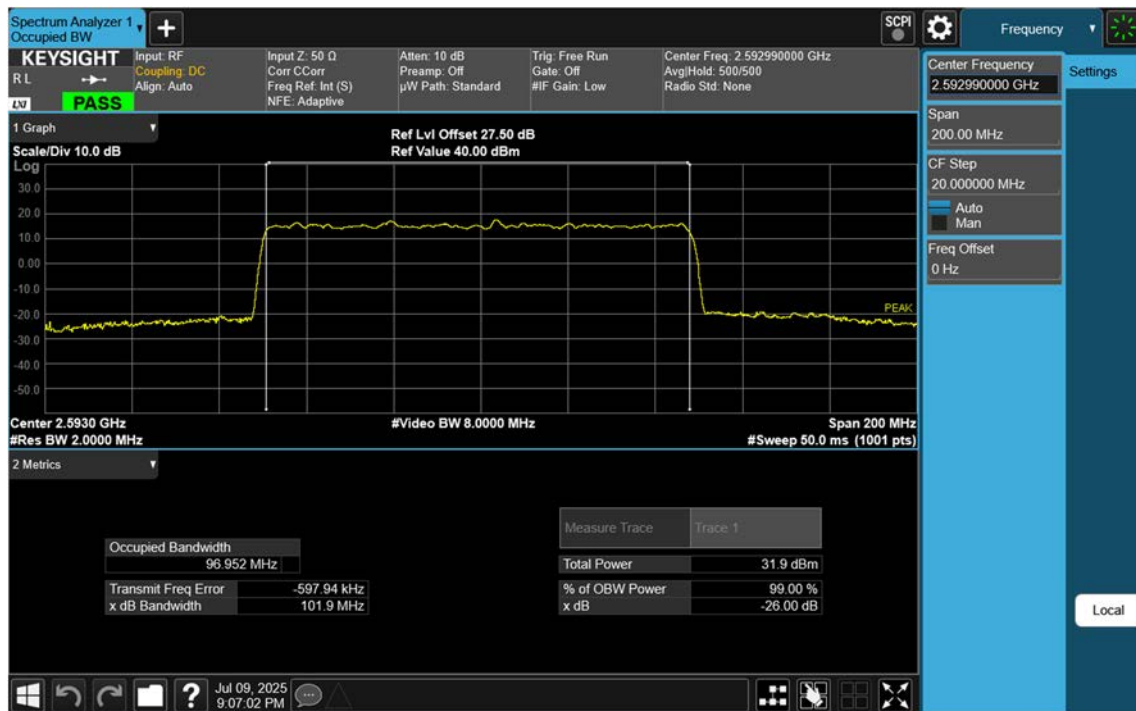 Spectrum Analyzer 1
Occupied BW
+
SCPI
Frequency
KEYSIGHT
R L
LXI
PASS
Input: RF
Coupling: DC
Align: Auto
Input Z: 50 Ω
Corr CCorr
Freq Ref: Int (S)
NFE: Adaptive
Atten: 10 dB
Preamp: Off
µW Path: Standard
Trig: Free Run
Gate: Off
#IF Gain: Low
Center Freq: 2.592990000 GHz
Avg|Hold: 500/500
Radio Std: None
Center Frequency
2.592990000 GHz
Settings
Span
200.00 MHz
CF Step
20.000000 MHz
Auto
Man
Freq Offset
0 Hz
Local
1 Graph
Scale/Div 10.0 dB
Ref Lvl Offset 27.50 dB
Ref Value 40.00 dBm
Log
30.0
20.0
10.0
0.00
-10.0
-20.0
-30.0
-40.0
-50.0
PEAK
Center 2.5930 GHz
#Video BW 8.0000 MHz
Span 200 MHz
#Res BW 2.0000 MHz
#Sweep 50.0 ms (1001 pts)
2 Metrics
Measure Trace Trace 1
Occupied Bandwidth
96.952 MHz
Total Power 31.9 dBm
Transmit Freq Error -597.94 kHz
% of OBW Power 99.00 %
x dB Bandwidth 101.9 MHz
x dB -26.00 dB
?
Jul 09, 2025
9:07:02 PM